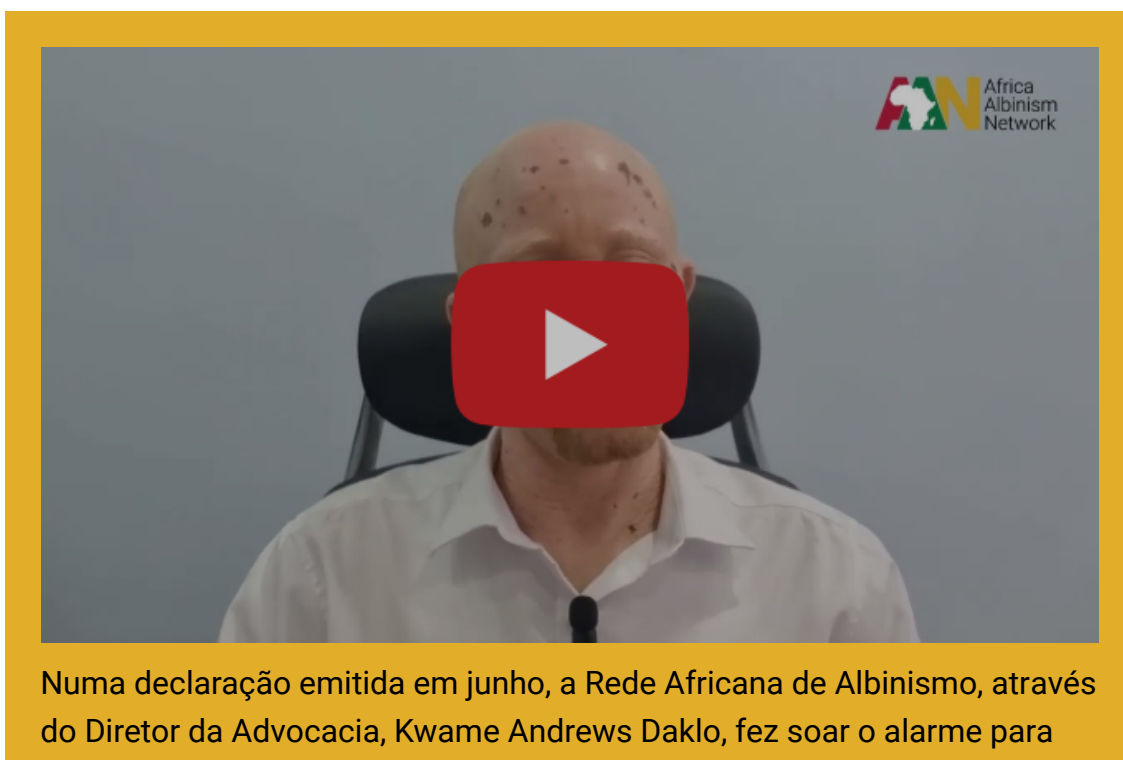 AAN
Africa
Albinism
Network
Numa declaração emitida em junho, a Rede Africana de Albinismo, através
do Diretor da Advocacia, Kwame Andrews Daklo, fez soar o alarme para